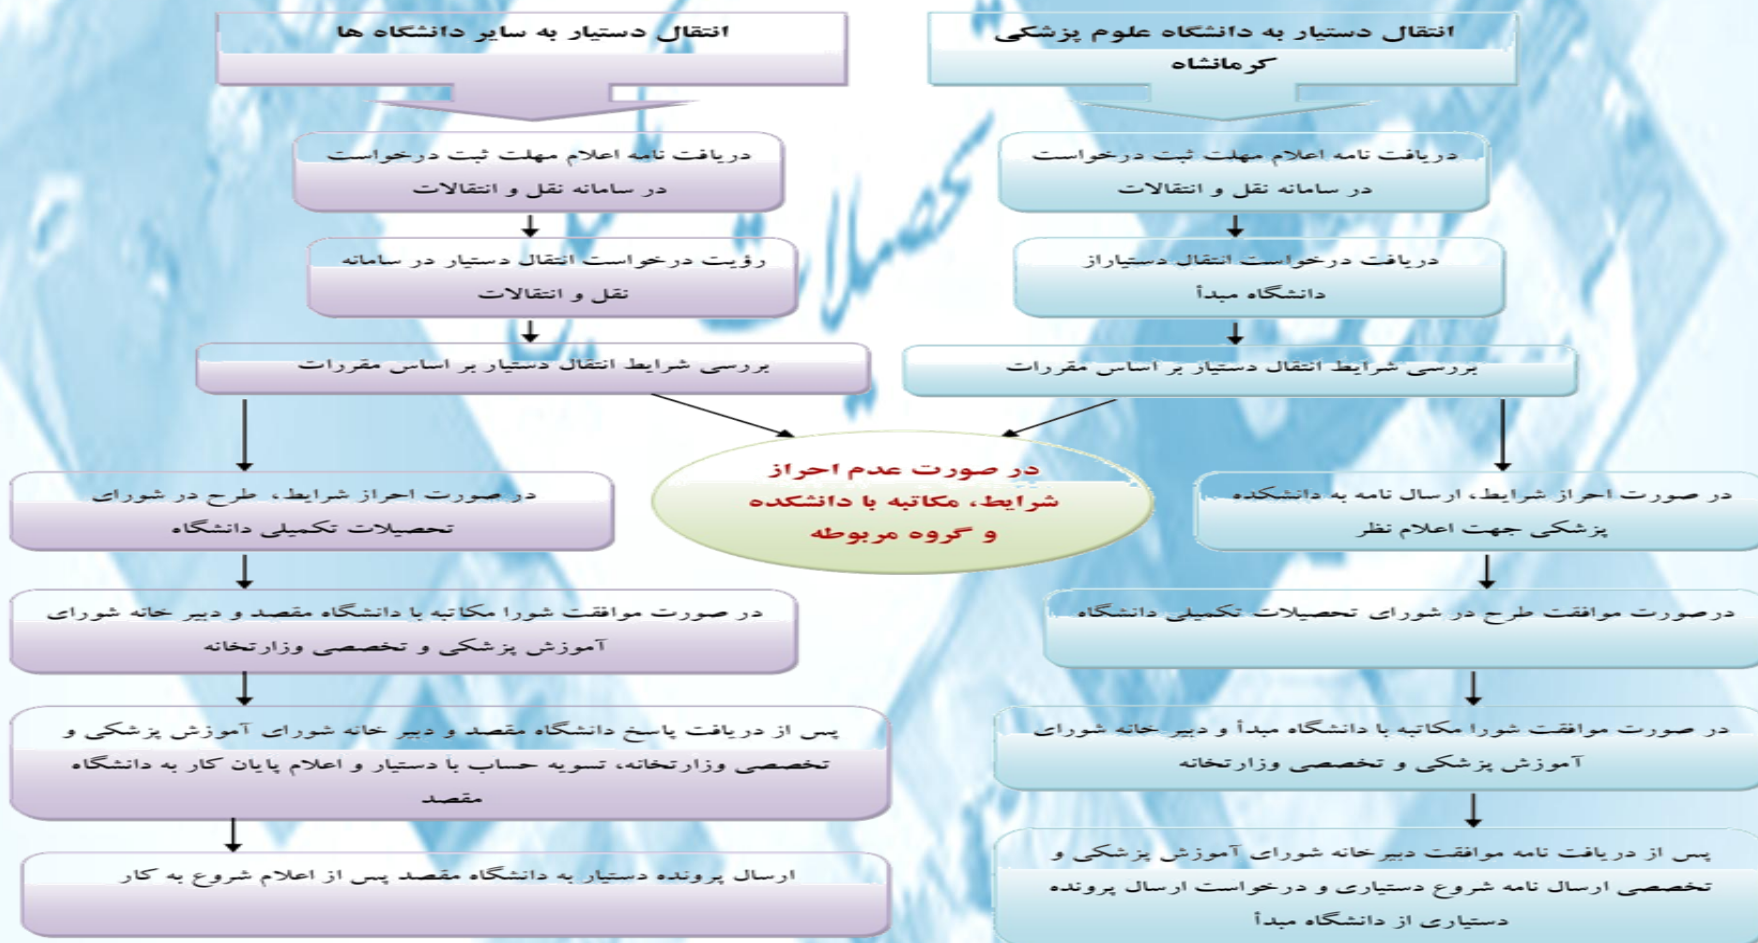 انتقال دستیار به دانشگاه علوم پزشکی
کرمانشاه
دریافت نامه اعلام مهلت ثبت درخواست
در سامانه نقل و انتقالات
دریافت درخواست انتقال دستیاراز
دانشگاه مبدأ
بررسی شرایط انتقال دستیار بر اساس مقررات
در صورت احراز شرایط، ارسال نامه به دانشکده
پزشکی جهت اعلام نظر
درصورت موافقت طرح در شورای تحصیلات تکمیلی دانشگاه
در صورت موافقت شورا مکاتبه با دانشگاه مبدأ و دبیر خانه شورای
آموزش پزشکی و تخصصی وزارتخانه
پس از دریافت نامه موافقت دبیرخانه شورای آموزش پزشکی و
تخصصی ارسال نامه شروع دستیاری و درخواست ارسال پرونده
دستیاری از دانشگاه مبدأ
در صورت عدم احراز
شرایط، مکاتبه با دانشکده
و گروه مربوطه
انتقال دستیار به سایر دانشگاه ها
دریافت نامه اعلام مهلت ثبت درخواست
در سامانه نقل و انتقالات
رؤیت درخواست انتقال دستیار در سامانه
نقل و انتقالات
بررسی شرایط انتقال دستیار بر اساس مقررات
در صورت احراز شرایط، طرح در شورای
تحصیلات تکمیلی دانشگاه
در صورت موافقت شورا مکاتبه با دانشگاه مقصد و دبیر خانه شورای
آموزش پزشکی و تخصصی وزارتخانه
پس از دریافت پاسخ دانشگاه مقصد و دبیر خانه شورای آموزش پزشکی و
تخصصی وزارتخانه، تسویه حساب با دستیار و اعلام پایان کار به دانشگاه
مقصد
ارسال پرونده دستیار به دانشگاه مقصد پس از اعلام شروع به کار
تحصیلات